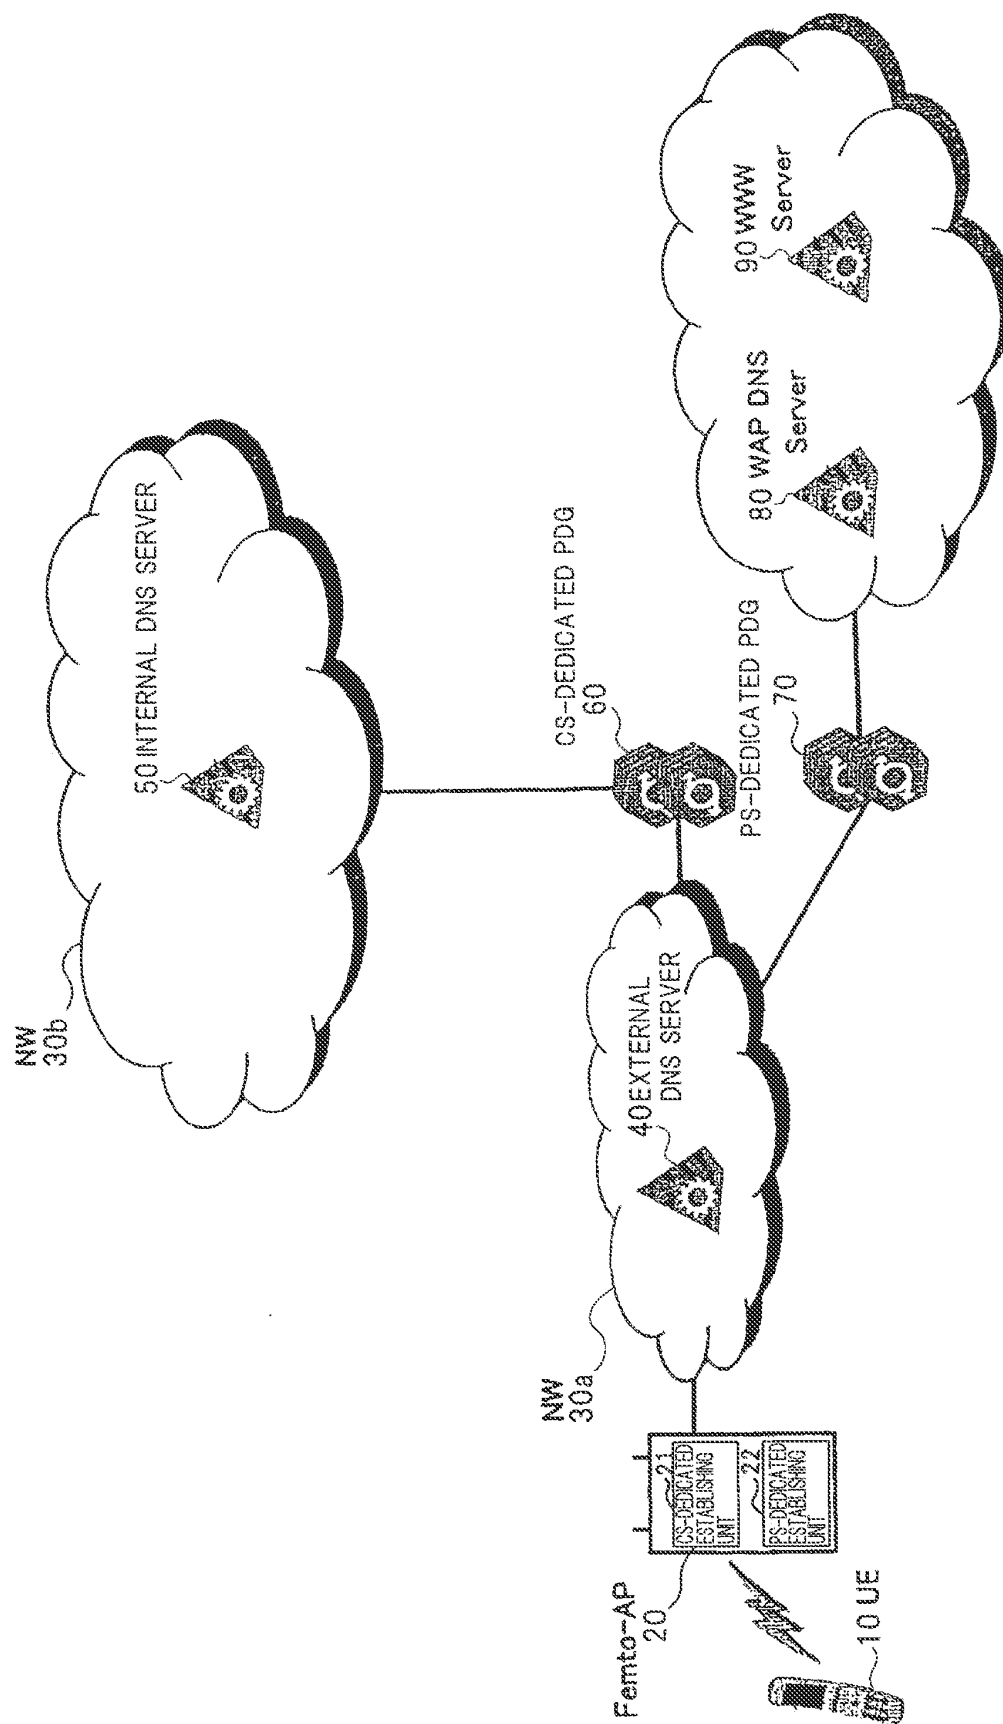 NW
30b
50 INTERNAL DNS SERVER
CS-DEDICATED PDG
60
PS-DEDICATED PDG
70
90 WWW
Server
80 WAP DNS
Server
NW
30a
40 EXTERNAL
DNS SERVER
Femto-AP
20
21
CS-DEDICATED
ESTABLISHING
UNIT
22
PS-DEDICATED
ESTABLISHING
UNIT
10 UE